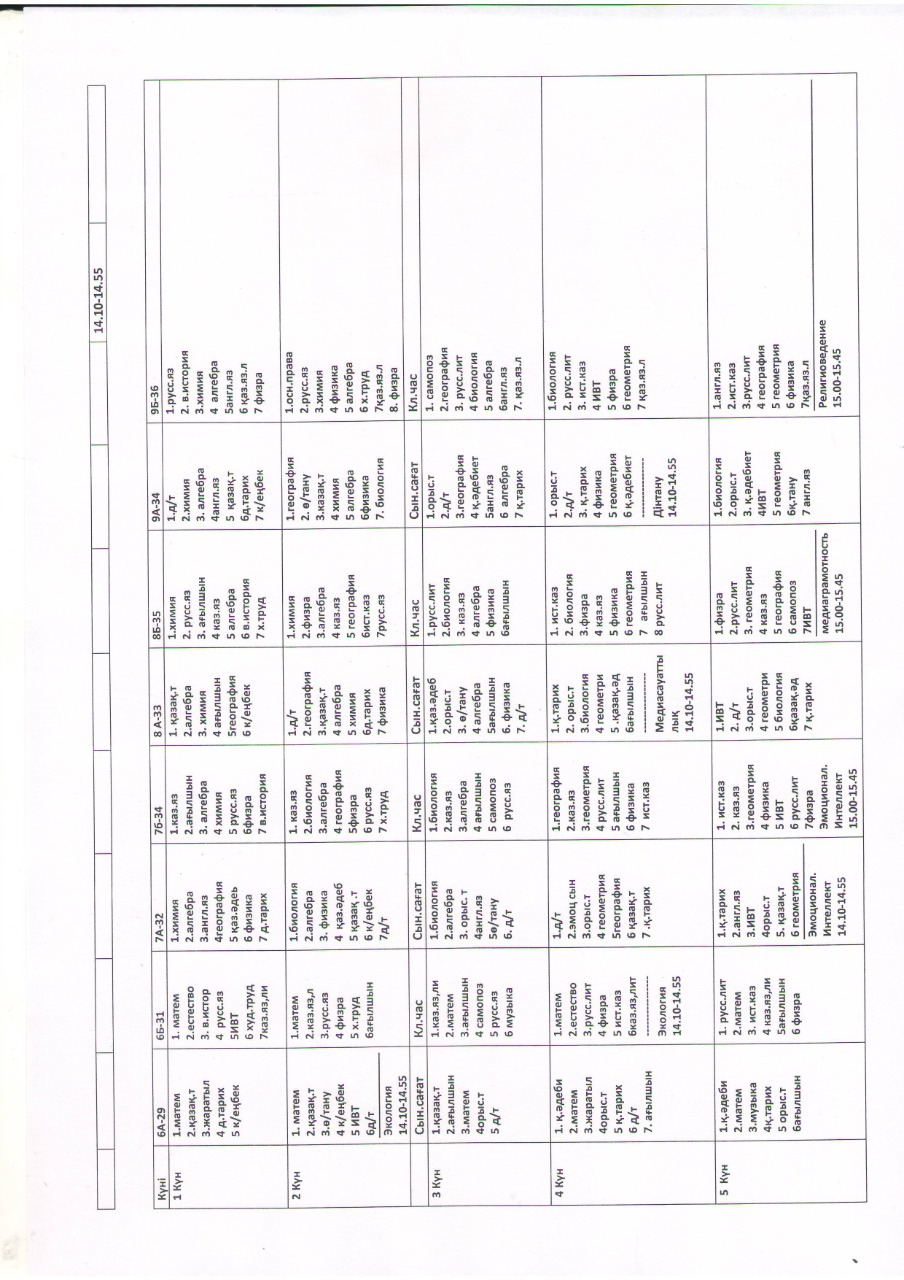 14.10-14.55
Күні
6А-29
6Б-31
7А-32
7б-34
8 А-33
8Б-35
9А-34
9Б-36
1 Күн
1.матем
2.қазақ.т
3.жаратыл
4 д.тарих
5 к/еңбек
1. матем
2.естество
3. в.истор
4 русс.яз
5ИВТ
6 худ.труд
7каз.яз,ли
1.химия
2.алгебра
3.англ.яз
4география
5 қаз.әдеь
6 физика
7 д.тарих
1.каз.яз
2.ағылшын
3. алгебра
4 химия
5 русс.яз
6физра
7 в.история
1. қазақ.т
2.алгебра
3. химия
4 ағылшын
5география
6 к/еңбек
1.химия
2. русс.яз
3. ағылшын
4 каз.яз
5 алгебра
6 в.история
7 х.труд
1.д/т
2.химия
3. алгебра
4англ.яз
5 қазақ.т
6д.тарих
7 к/еңбек
1.русс.яз
2. в.история
3.химия
4 алгебра
5англ.яз
6 қаз.яз.л
7 физра
2 Күн
1. матем
2.қазақ.т
3.ө/тану
4 к/еңбек
5 ИВТ
6д/т
Экология
14.10-14.55
1.матем
2.каз.яз,л
3.русс.яз
4 физра
5 х.труд
6ағылшын
1.биология
2.алгебра
3. физика
4 қаз.әдеб
5 қазақ .т
6 к/еңбек
7д/т
1. каз.яз
2.биология
3.алгебра
4 география
5физра
6 русс.яз
7 х.труд
1.д/т
2.география
3.қазақ.т
4 алгебра
5 химия
6д.тарих
7 физика
1.химия
2.физра
3.алгебра
4 каз.яз
5 география
6ист.каз
7русс.яз
1.география
2. ө/тану
3.казақ.т
4 химия
5 алгебра
6физика
7. биология
1.осн.права
2.русс.яз
3.химия
4 физика
5 алгебра
6 х.труд
7қаз.яз.л
8. физра
Сын.сағат
Кл.час
Сын.сағат
Кл.час
Сын.сағат
Кл.час
Сын.сағат
Кл.час
3 Күн
1.қазақ.т
2.ағылшын
3.матем
4орыс.т
5 д/т
1.каз.яз,ли
2.матем
3.ағылшын
4 самопоз
5 русс.яз
6 музыка
1.биология
2.алгебра
3. орыс. т
4англ.яз
5ө/тану
6. д/т
1.биология
2.каз.яз
3.алгебра
4 ағылшын
5 самопоз
6 русс.яз
1.қаз.әдеб
2.орыс.т
3. ө/тану
4 алгебра
5ағылшын
6. физика
7. д/т
1.русс.лит
2.биология
3. каз.яз
4 алгебра
5 физика
6ағылшын
1.орыс.т
2.д/т
3.география
4 қ.әдебиет
5англ.яз
6 алгебра
7 қ.тарих
1. самопоз
2.география
3. русс.лит
4 биология
5 алгебра
6англ.яз
7. қаз.яз.л
4 Күн
1. қ.әдеби
2.матем
3.жаратыл
4орыс.т
5 қ.тарих
6 д/т
7. ағылшын
1.матем
2.естество
3.русс.лит
4 физра
5 ист.каз
6каз.яз,лит
-----------------
Экология
14.10-14.55
1.д/т
2.эмоц сын
3.орыс.т
4 геометрия
5география
6 қазақ.т
7 .қ.тарих
1.география
2.каз.яз
3.геометрия
4 русс.лит
5 ағылшын
6 физика
7 ист.каз
1.қ.тарих
2. орыс.т
3.биология
4 геометри
5 .қазақ.әд
6ағылшын
-----------------
Медиасауатты
лық
14.10-14.55
1. ист.каз
2. биология
3.физра
4 каз.яз
5 физика
6 геометрия
7 ағылшын
8 русс.лит
1. орыс.т
2.д/т
3. қ.тарих
4 физика
5 геометрия
6 қ.әдебиет
-----------------
Дінтану
14.10-14.55
1.биология
2. русс.лит
3. ист.каз
4 ИВТ
5 физра
6 геометрия
7 қаз.яз.л
5 Күн
1.қ.әдеби
2.матем
3.музыка
4қ.тарих
5 орыс.т
6ағылшын
1. русс.лит
2.матем
3. ист.каз
4 каз.яз,ли
5ағылшын
6 физра
1.қ.тарих
2.англ.яз
3.ИВТ
4орыс.т
5. қазақ.т
6 геометрия
Эмоционал.
Интеллект
14.10-14.55
1. ист.каз
2. каз.яз
3.геометрия
4 физика
5 ИВТ
6 русс.лит
7физра
Эмоционал.
Интеллект
15.00-15.45
1..ИВТ
2. д/т
3.орыс.т
4 геометри
5 биология
6қазақ.әд
7 қ.тарих
1.физра
2.русс.лит
3. геометрия
4 каз.яз
5 география
6 самопоз
7ИВТ
медиаграмотность
15.00-15.45
1.биология
2.орыс.т
3. қ.әдебиет
4ИВТ
5 геометрия
6қ.тану
7 англ.яз
1.англ.яз
2.ист.каз
3.русс.лит
4 география
5 геометрия
6 физика
7қаз.яз.л
Религиоведение
15.00-15.45